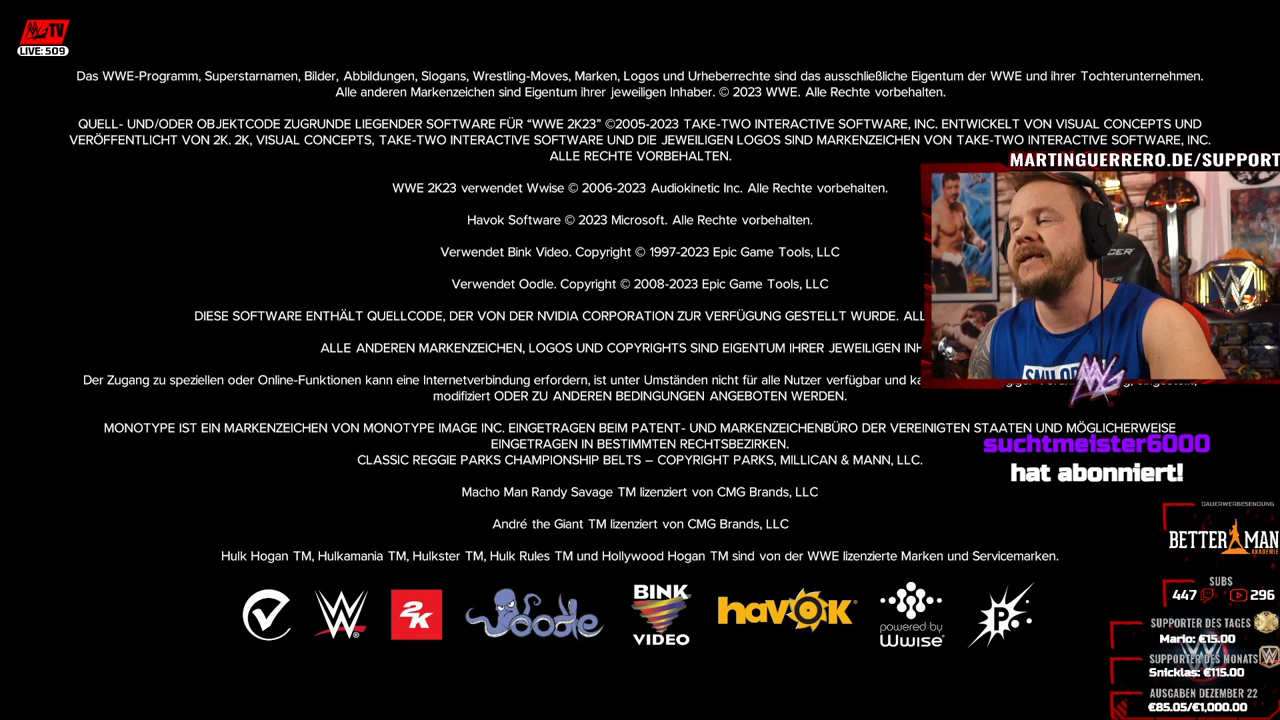 TV
LIVE: 509
Das WWE-Programm, Superstarnamen, Bilder, Abbildungen, Slogans, Wrestling-Moves, Marken, Logos und Urheberrechte sind das ausschließliche Eigentum der WWE und ihrer Tochterunternehmen.
Alle anderen Markenzeichen sind Eigentum ihrer jeweiligen Inhaber. © 2023 WWE. Alle Rechte vorbehalten.
QUELL- UND/ODER OBJEKTCODE ZUGRUNDE LIEGENDER SOFTWARE FÜR “WWE 2K23” ©2005-2023 TAKE-TWO INTERACTIVE SOFTWARE, INC. ENTWICKELT VON VISUAL CONCEPTS UND
VERÖFFENTLICHT VON 2K. 2K, VISUAL CONCEPTS, TAKE-TWO INTERACTIVE SOFTWARE UND DIE JEWEILIGEN LOGOS SIND MARKENZEICHEN VON TAKE-TWO INTERACTIVE SOFTWARE, INC.
ALLE RECHTE VORBEHALTEN.
MARTINGUERRERO.DE/SUPPORT
WWE 2K23 verwendet Wwise © 2006-2023 Audiokinetic Inc. Alle Rechte vorbehalten.
Havok Software © 2023 Microsoft. Alle Rechte vorbehalten.
Verwendet Bink Video. Copyright © 1997-2023 Epic Game Tools, LLC
Verwendet Oodle. Copyright © 2008-2023 Epic Game Tools, LLC
DIESE SOFTWARE ENTHÄLT QUELLCODE, DER VON DER NVIDIA CORPORATION ZUR VERFÜGUNG GESTELLT WURDE.
ALLE ANDEREN MARKENZEICHEN, LOGOS UND COPYRIGHTS SIND EIGENTUM IHRER JEWEILIGEN
Der Zugang zu speziellen oder Online-Funktionen kann eine Internetverbindung erfordern, ist unter Umständen nicht für alle Nutzer verfügbar und
modifiziert ODER ZU ANDEREN BEDINGUNGEN ANGEBOTEN WERDEN.
MONOTYPE IST EIN MARKENZEICHEN VON MONOTYPE IMAGE INC. EINGETRAGEN BEIM PATENT- UND MARKENZEICHENBÜRO DER VEREINIGTEN STAATEN UND MÖGLICHERWEISE
EINGETRAGEN IN BESTIMMTEN RECHTSBEZIRKEN.
CLASSIC REGGIE PARKS CHAMPIONSHIP BELTS – COPYRIGHT PARKS, MILLICAN & MANN, LLC.
suchtmeister6000
hat abonniert!
Macho Man Randy Savage TM lizenziert von CMG Brands, LLC
André the Giant TM lizenziert von CMG Brands, LLC
Hulk Hogan TM, Hulkamania TM, Hulkster TM, Hulk Rules TM und Hollywood Hogan TM sind von der WWE lizenzierte Marken und Servicemarken.
W
2K
oodle
BINK
VIDEO
havok
powered by
Wwise
P
DAUERWERBESENDUNG
BETTER MAN
AKADEMIE
SUBS
447 296
SUPPORTER DES TAGES
Mario: €15.00
SUPPORTER DES MONATS
Snicklas: €115.00
AUSGABEN DEZEMBER 22
€85.05/€1,000.00